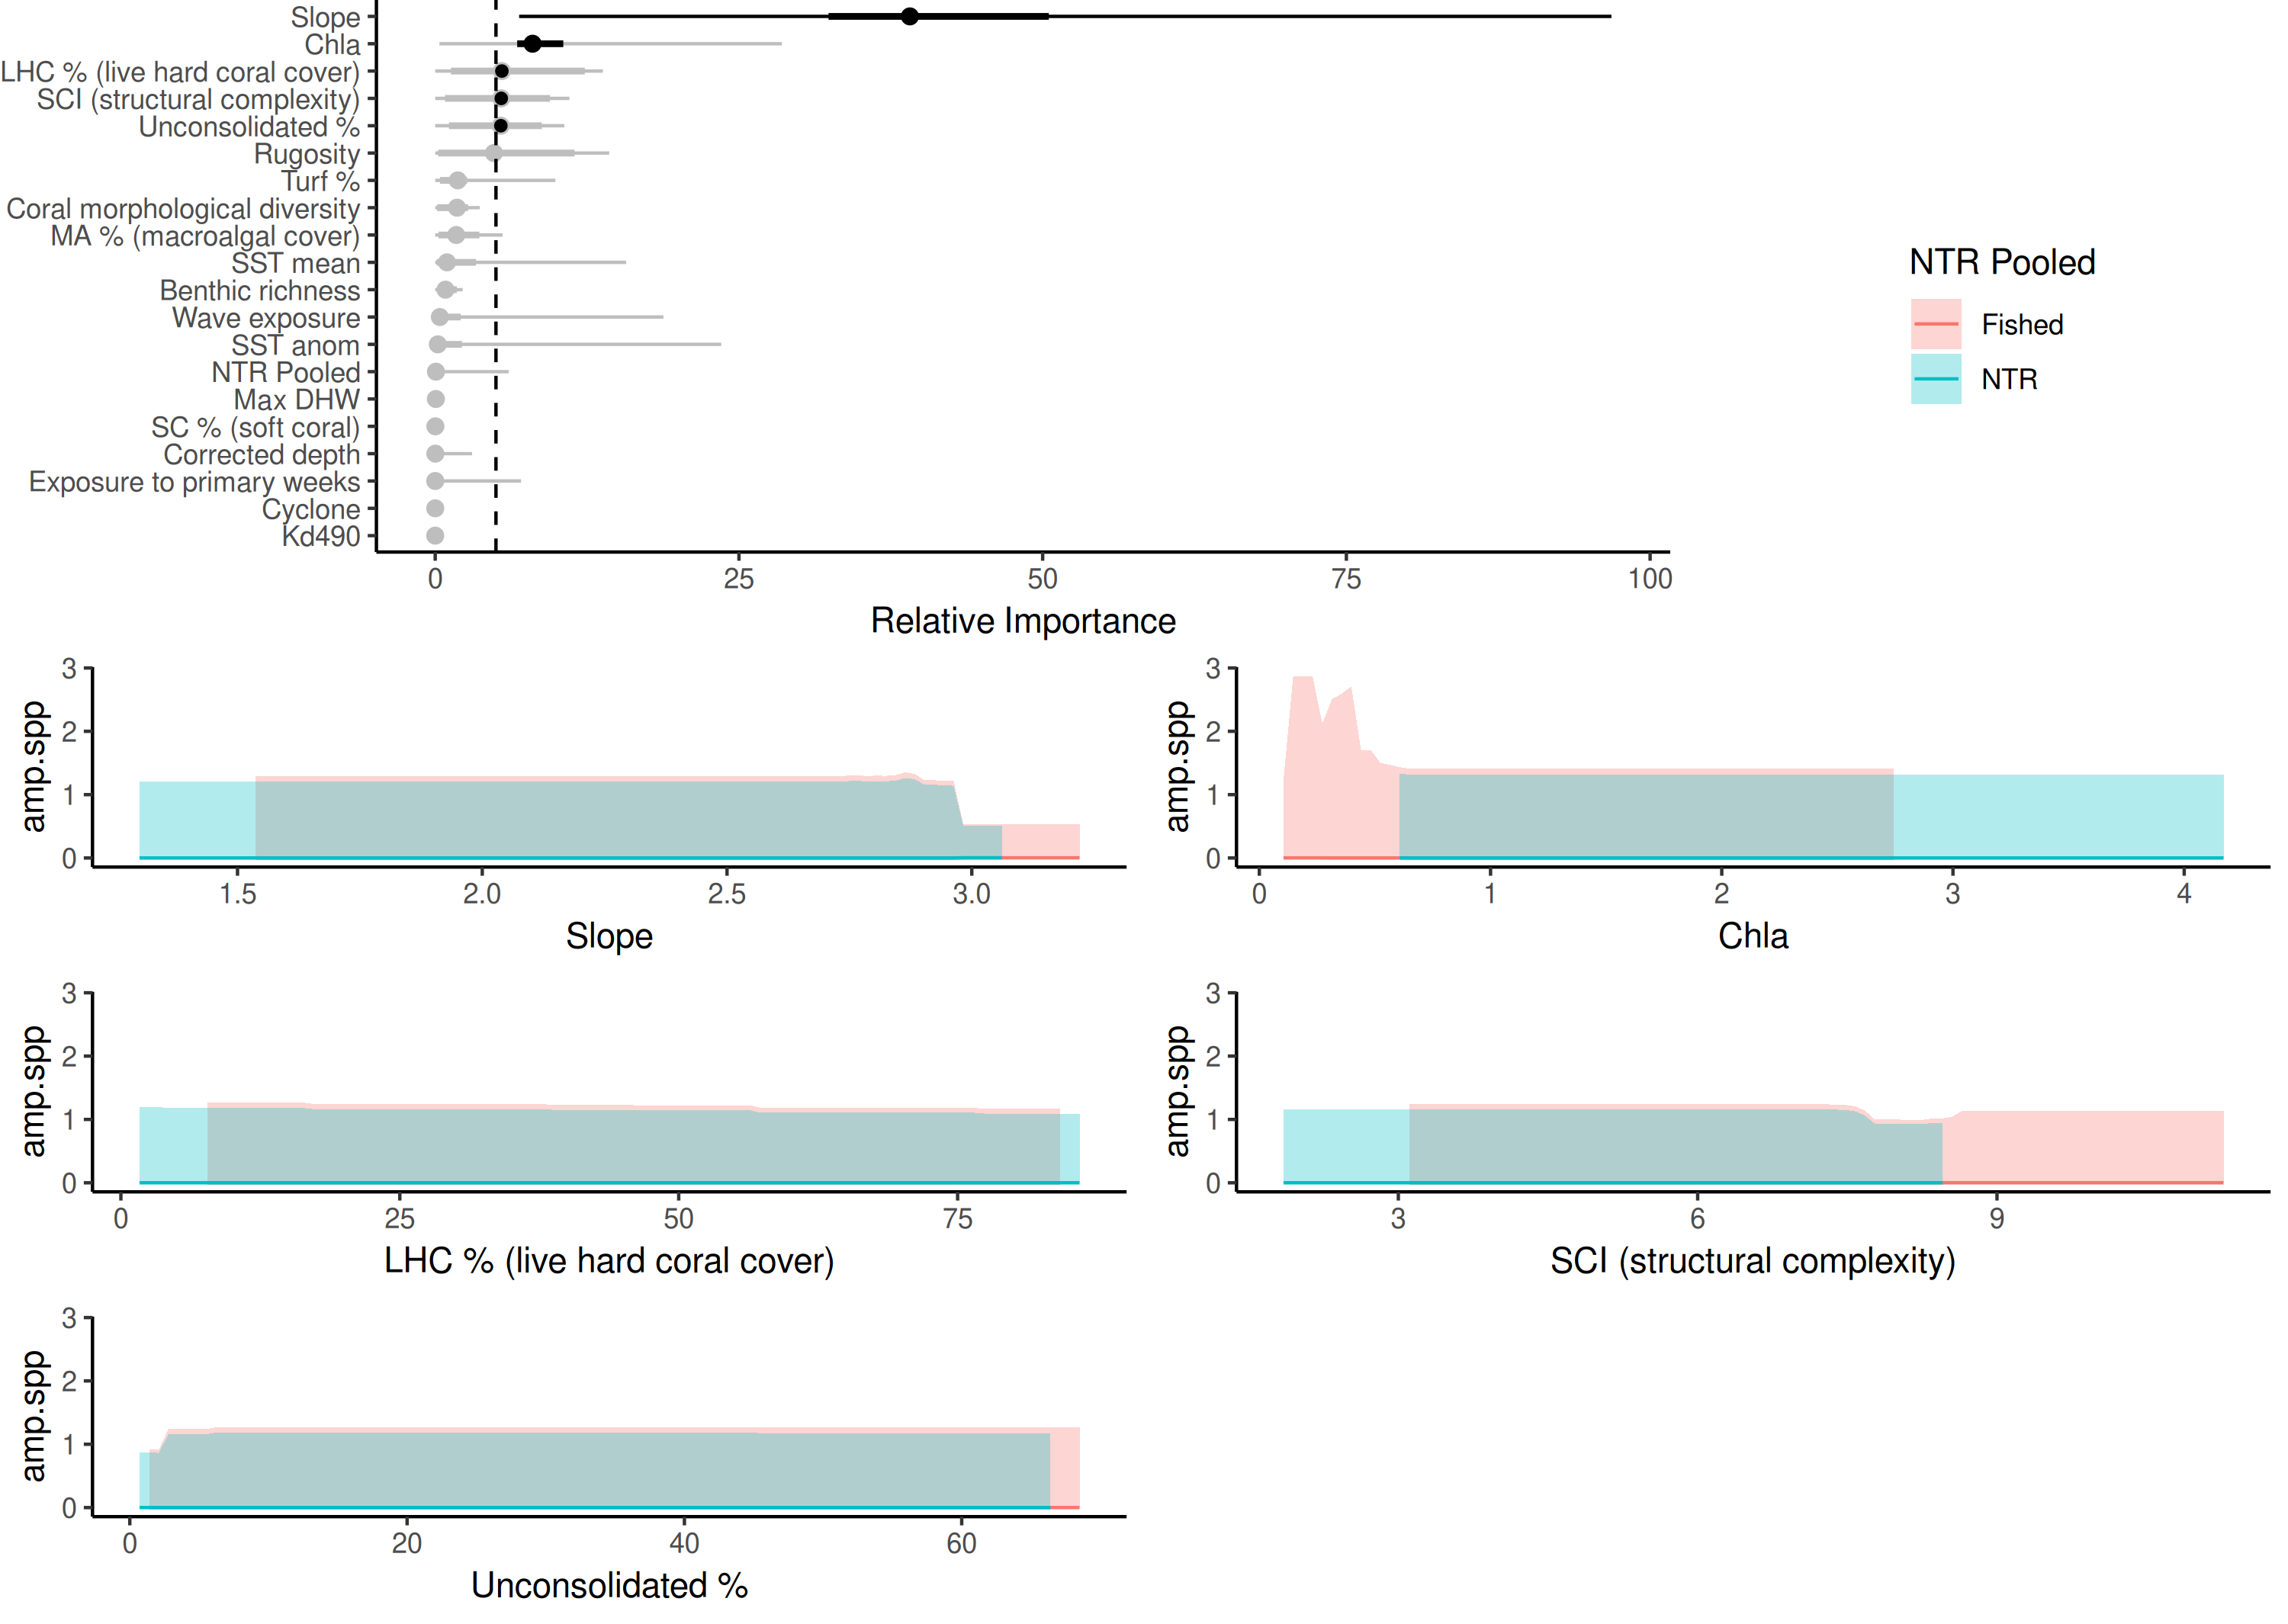 Slope
Chla
LHC % (live hard coral cover)
SCI (structural complexity)
Unconsolidated %
Rugosity
Turf %
Coral morphological diversity
MA % (macroalgal cover)
SST mean
Benthic richness
Wave exposure
SST anom
NTR Pooled
Max DHW
SC % (soft coral)
Corrected depth
Exposure to primary weeks
Cyclone
Kd490
0 25 50 75 100
Relative Importance
NTR Pooled
Fished
NTR
3
2
1
0
amp.spp
1.5 2.0 2.5 3.0
Slope
3
2
1
0
amp.spp
0 1 2 3 4
Chla
3
2
1
0
amp.spp
0 25 50 75
LHC % (live hard coral cover)
3
2
1
0
amp.spp
3 6 9
SCI (structural complexity)
3
2
1
0
amp.spp
0 20 40 60
Unconsolidated %